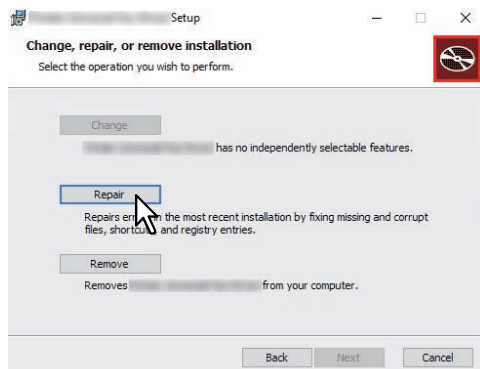 Setup
Change, repair, or remove installation
Select the operation you wish to perform.
Change
has no independently selectable features.
Repair
Repairs in the most recent installation by fixing missing and corrupt
files, and registry entries.
Remove
Removes from your computer.
Back Next Cancel